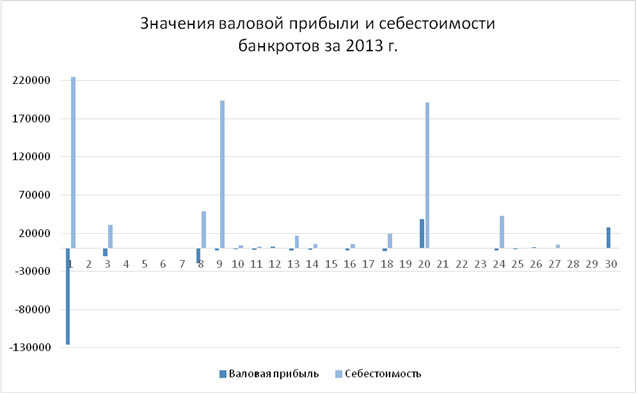 Значения валовой прибыли и себестоимости
банкротов за 2013 г.
220000
170000
120000
70000
20000
-30000
-80000
-130000
1 2 3 4 5 6 7 8 9 10 11 12 13 14 15 16 17 18 19 20 21 22 23 24 25 26 27 28 29 30
Валовая прибыль Себестоимость